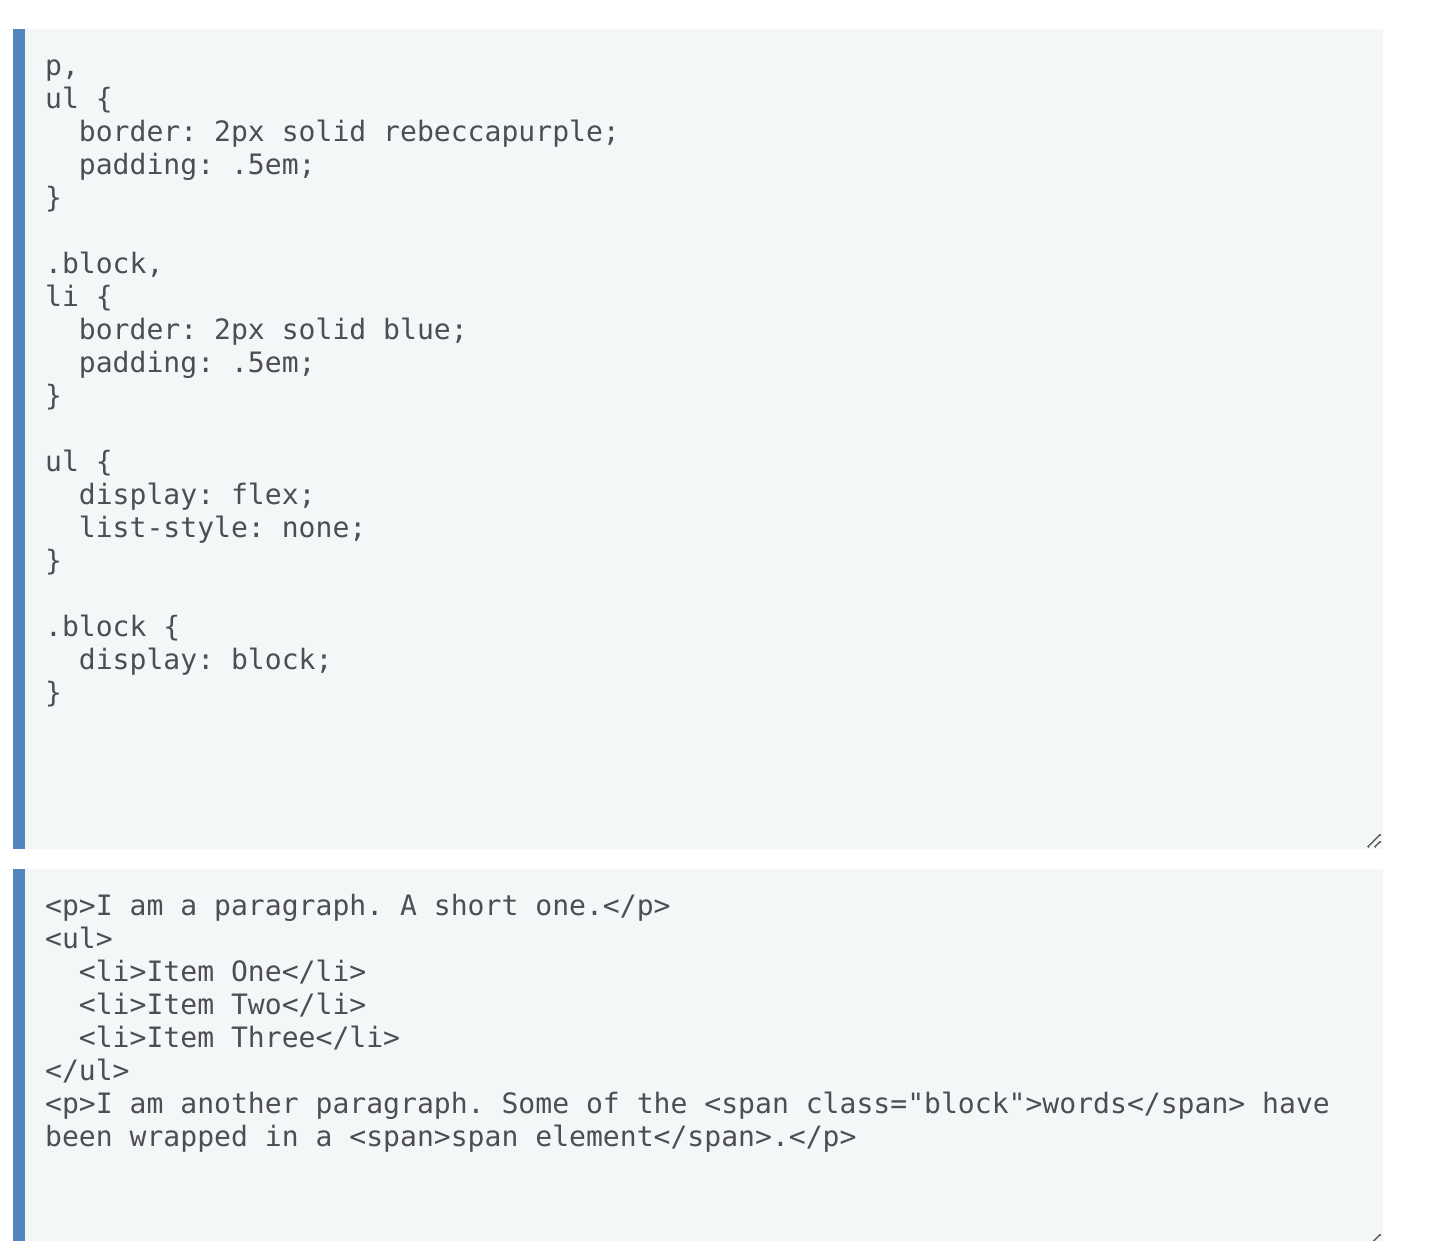 p,
ul {
  border: 2px solid rebeccapurple;
  padding: .5em;
}

.block,
li {
  border: 2px solid blue;
  padding: .5em;
}

ul {
  display: flex;
  list-style: none;
}

.block {
  display: block;
}

<p>I am a paragraph. A short one.</p>
<ul>
  <li>Item One</li>
  <li>Item Two</li>
  <li>Item Three</li>
</ul>
<p>I am another paragraph. Some of the <span class="block">words</span> have
been wrapped in a <span>span element</span>.</p>